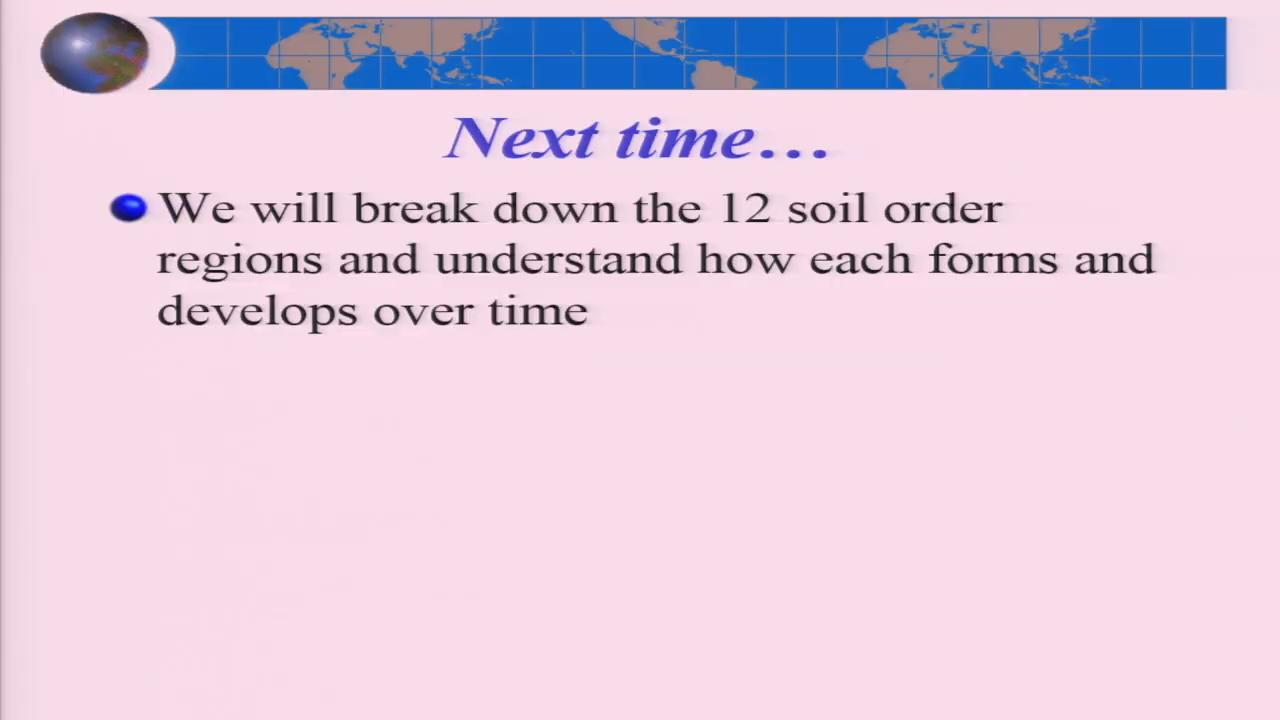 Next time…
We will break down the 12 soil order
regions and understand how each forms and
develops over time